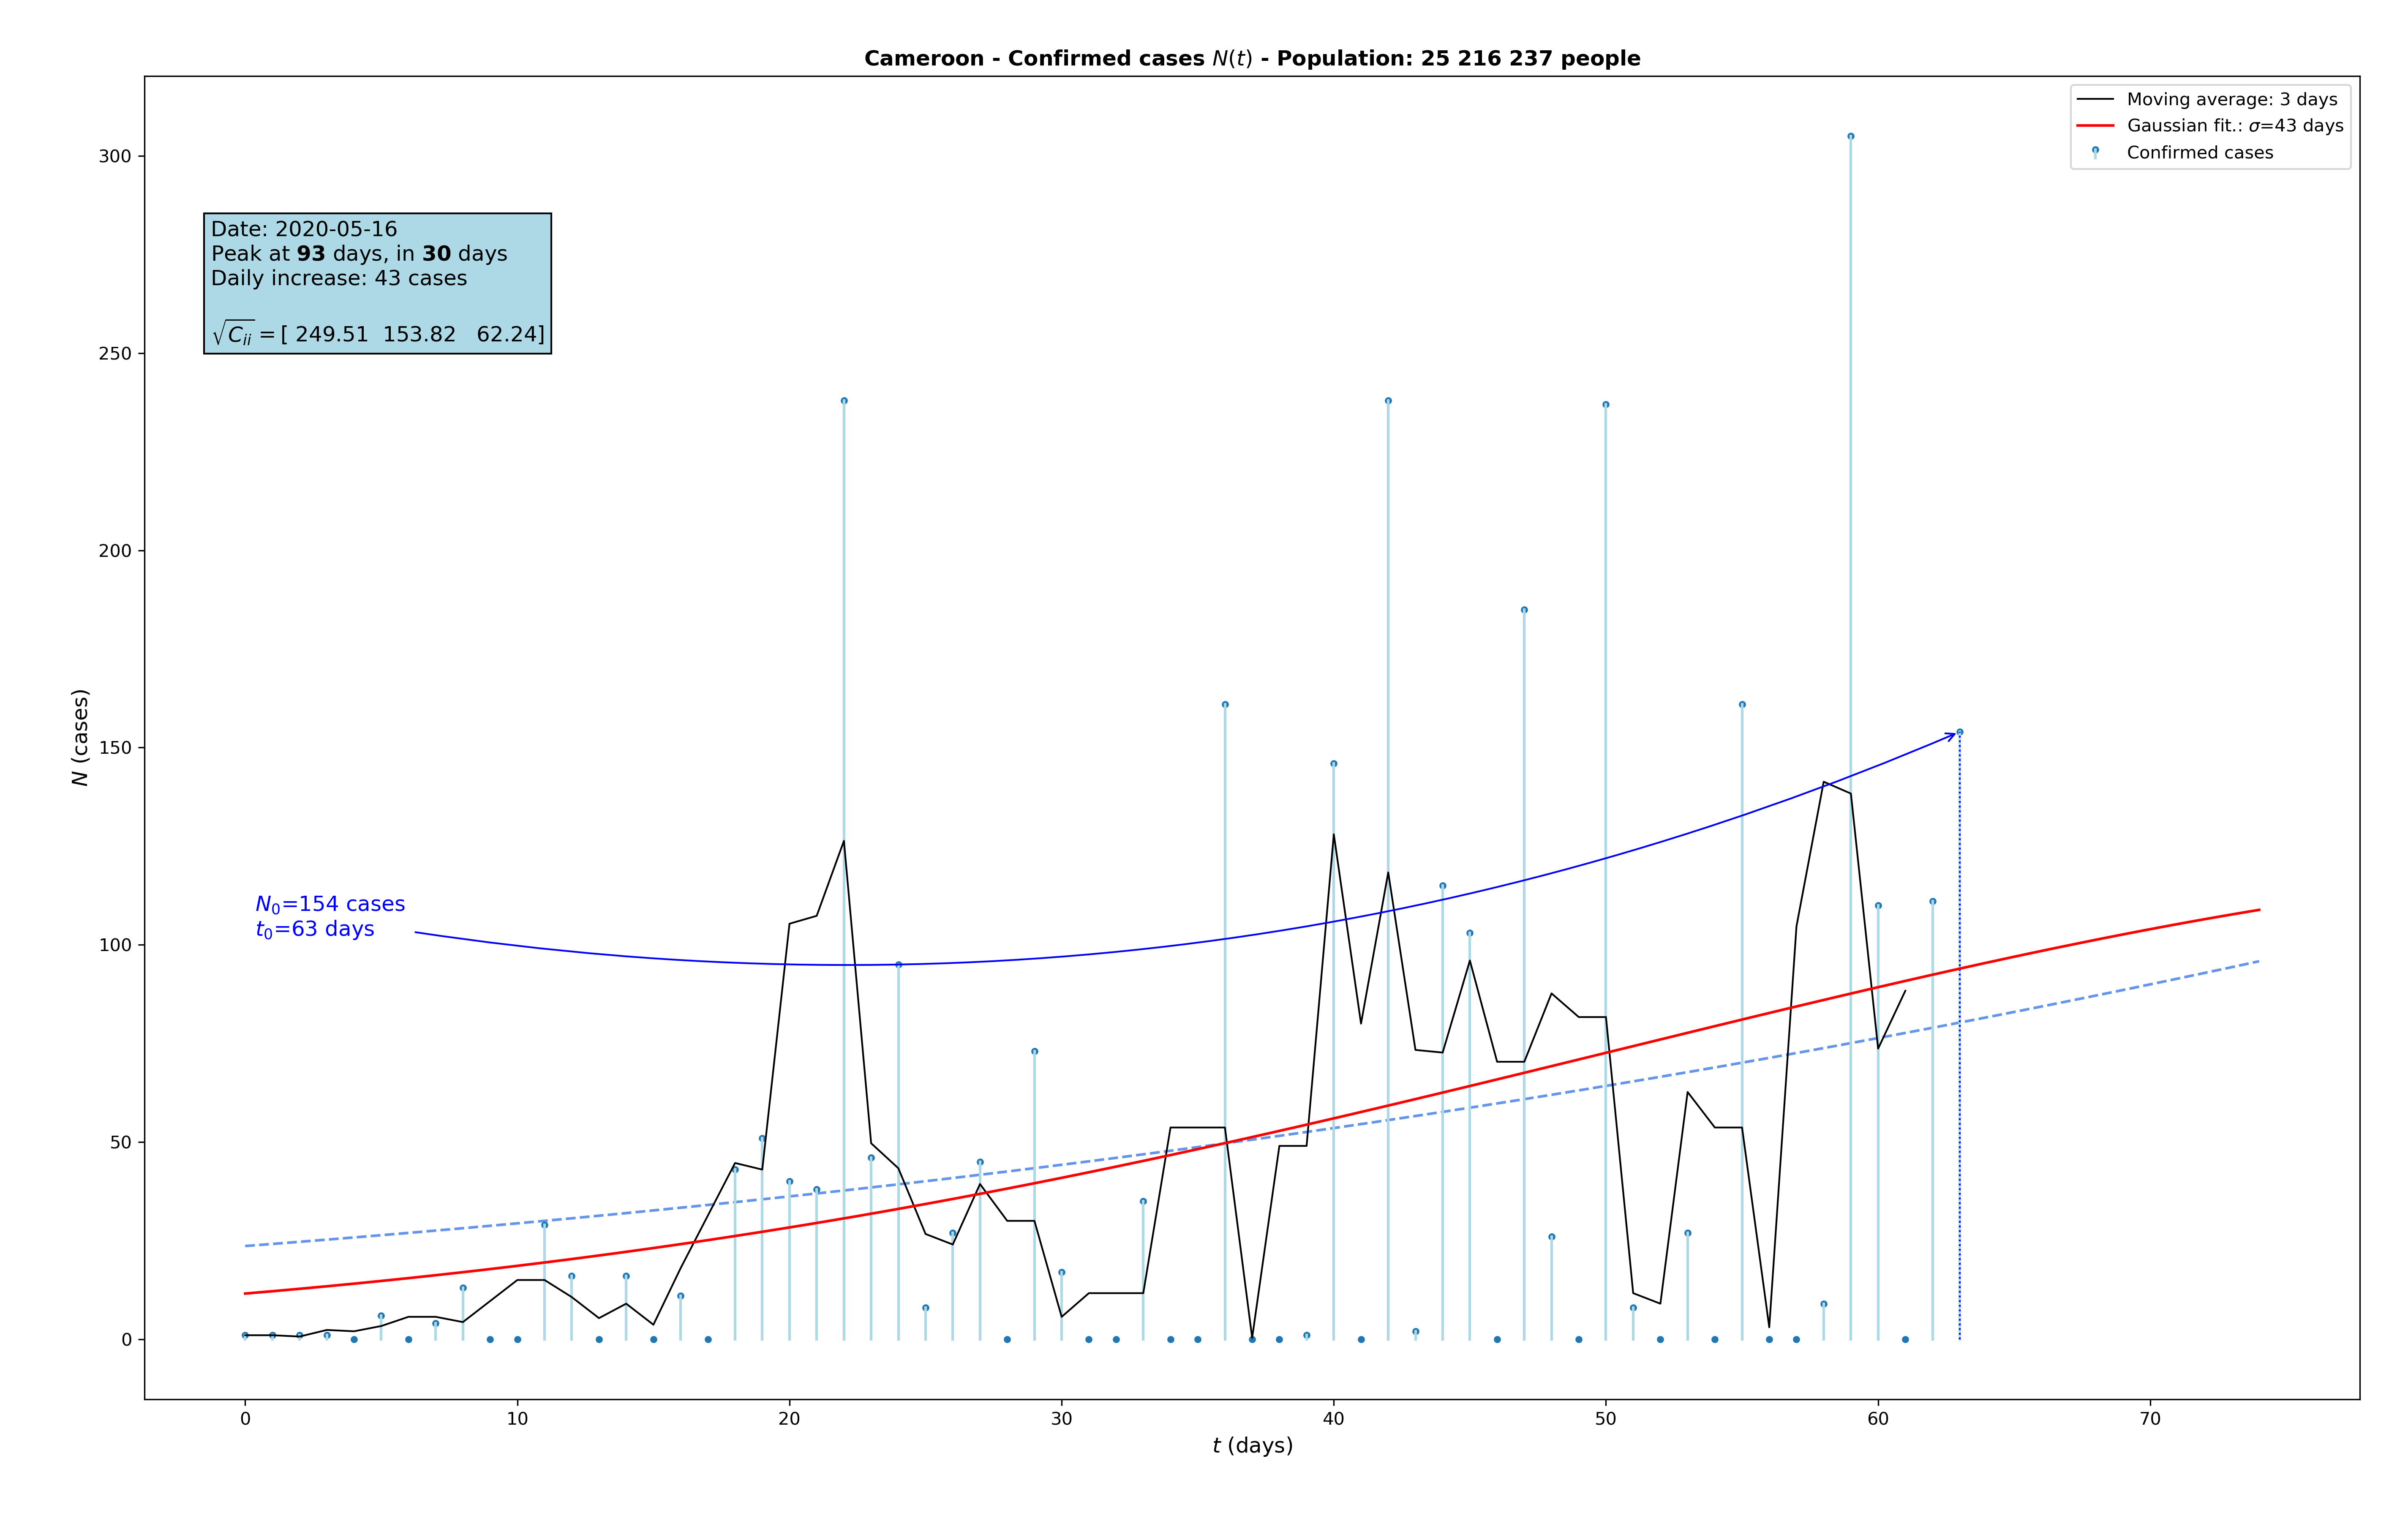 Cameroon - Confirmed cases N(t) - Population: 25 216 237 people
Moving average: 3 days
Gaussian fit.: σ=43 days
Confirmed cases
Date: 2020-05-16
Peak at 93 days, in 30 days
Daily increase: 43 cases
√Cᵢᵢ = [ 249.51 153.82 62.24]
N₀=154 cases
t₀=63 days
N (cases)
300
250
200
150
100
50
0
0 10 20 30 40 50 60 70
t (days)